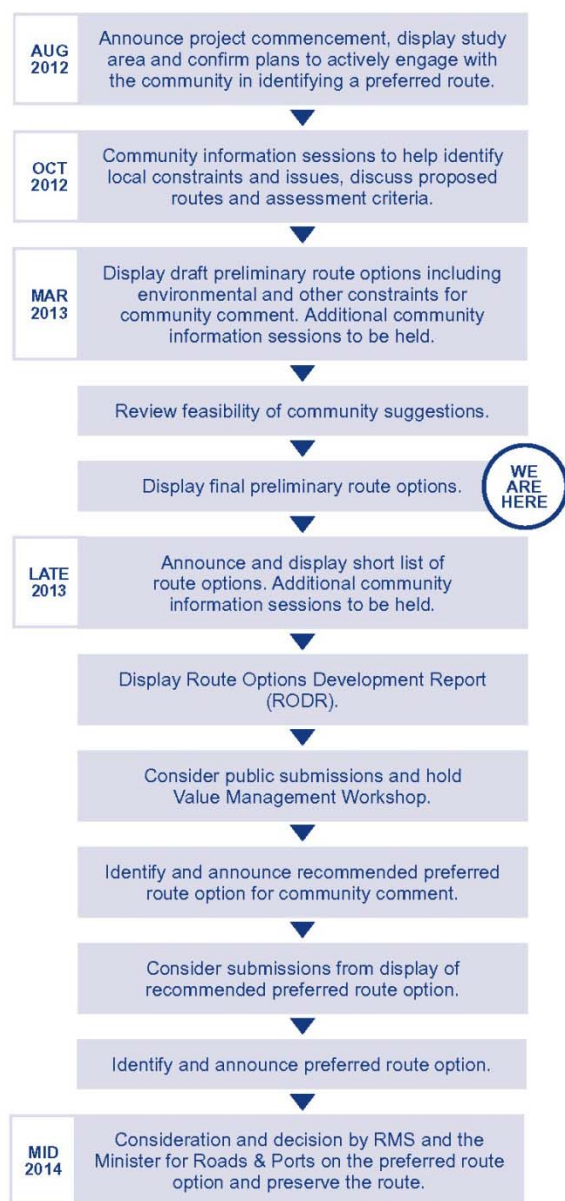 AUG
2012
Announce project commencement, display study
area and confirm plans to actively engage with
the community in identifying a preferred route.
OCT
2012
Community information sessions to help identify
local constraints and issues, discuss proposed
routes and assessment criteria.
MAR
2013
Display draft preliminary route options including
environmental and other constraints for
community comment. Additional community
information sessions to be held.
Review feasibility of community suggestions.
Display final preliminary route options.
WE
ARE
HERE
LATE
2013
Announce and display short list of
route options. Additional community
information sessions to be held.
Display Route Options Development Report
(RODR).
Consider public submissions and hold
Value Management Workshop.
Identify and announce recommended preferred
route option for community comment.
Consider submissions from display of
recommended preferred route option.
Identify and announce preferred route option.
MID
2014
Consideration and decision by RMS and the
Minister for Roads & Ports on the preferred route
option and preserve the route.